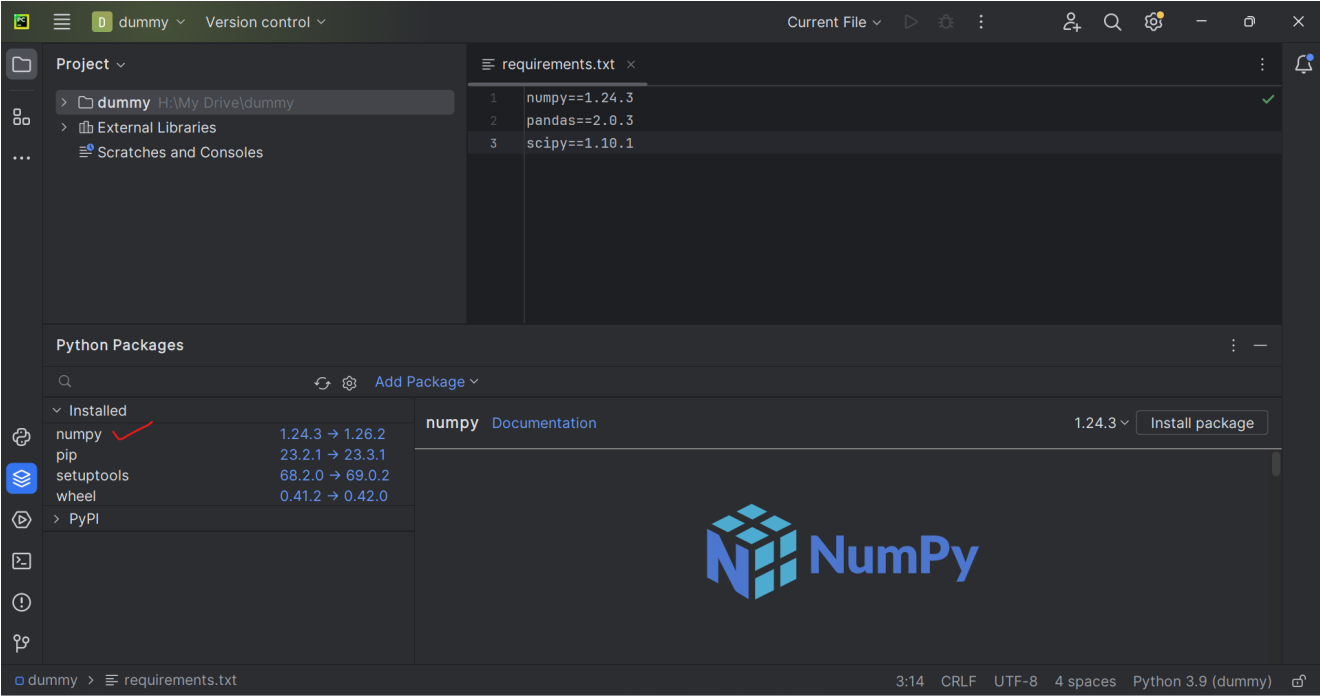 PC
D dummy Version control Current File
Project
dummy H:\My Drive\dummy
External Libraries
Scratches and Consoles
requirements.txt
1 numpy==1.24.3
2 pandas==2.0.3
3 scipy==1.10.1
Python Packages
Add Package
Installed
numpy 1.24.3 → 1.26.2
pip 23.2.1 → 23.3.1
setuptools 68.2.0 → 69.0.2
wheel 0.41.2 → 0.42.0
PyPI
numpy Documentation 1.24.3 Install package
NumPy
dummy > requirements.txt 3:14 CRLF UTF-8 4 spaces Python 3.9 (dummy)